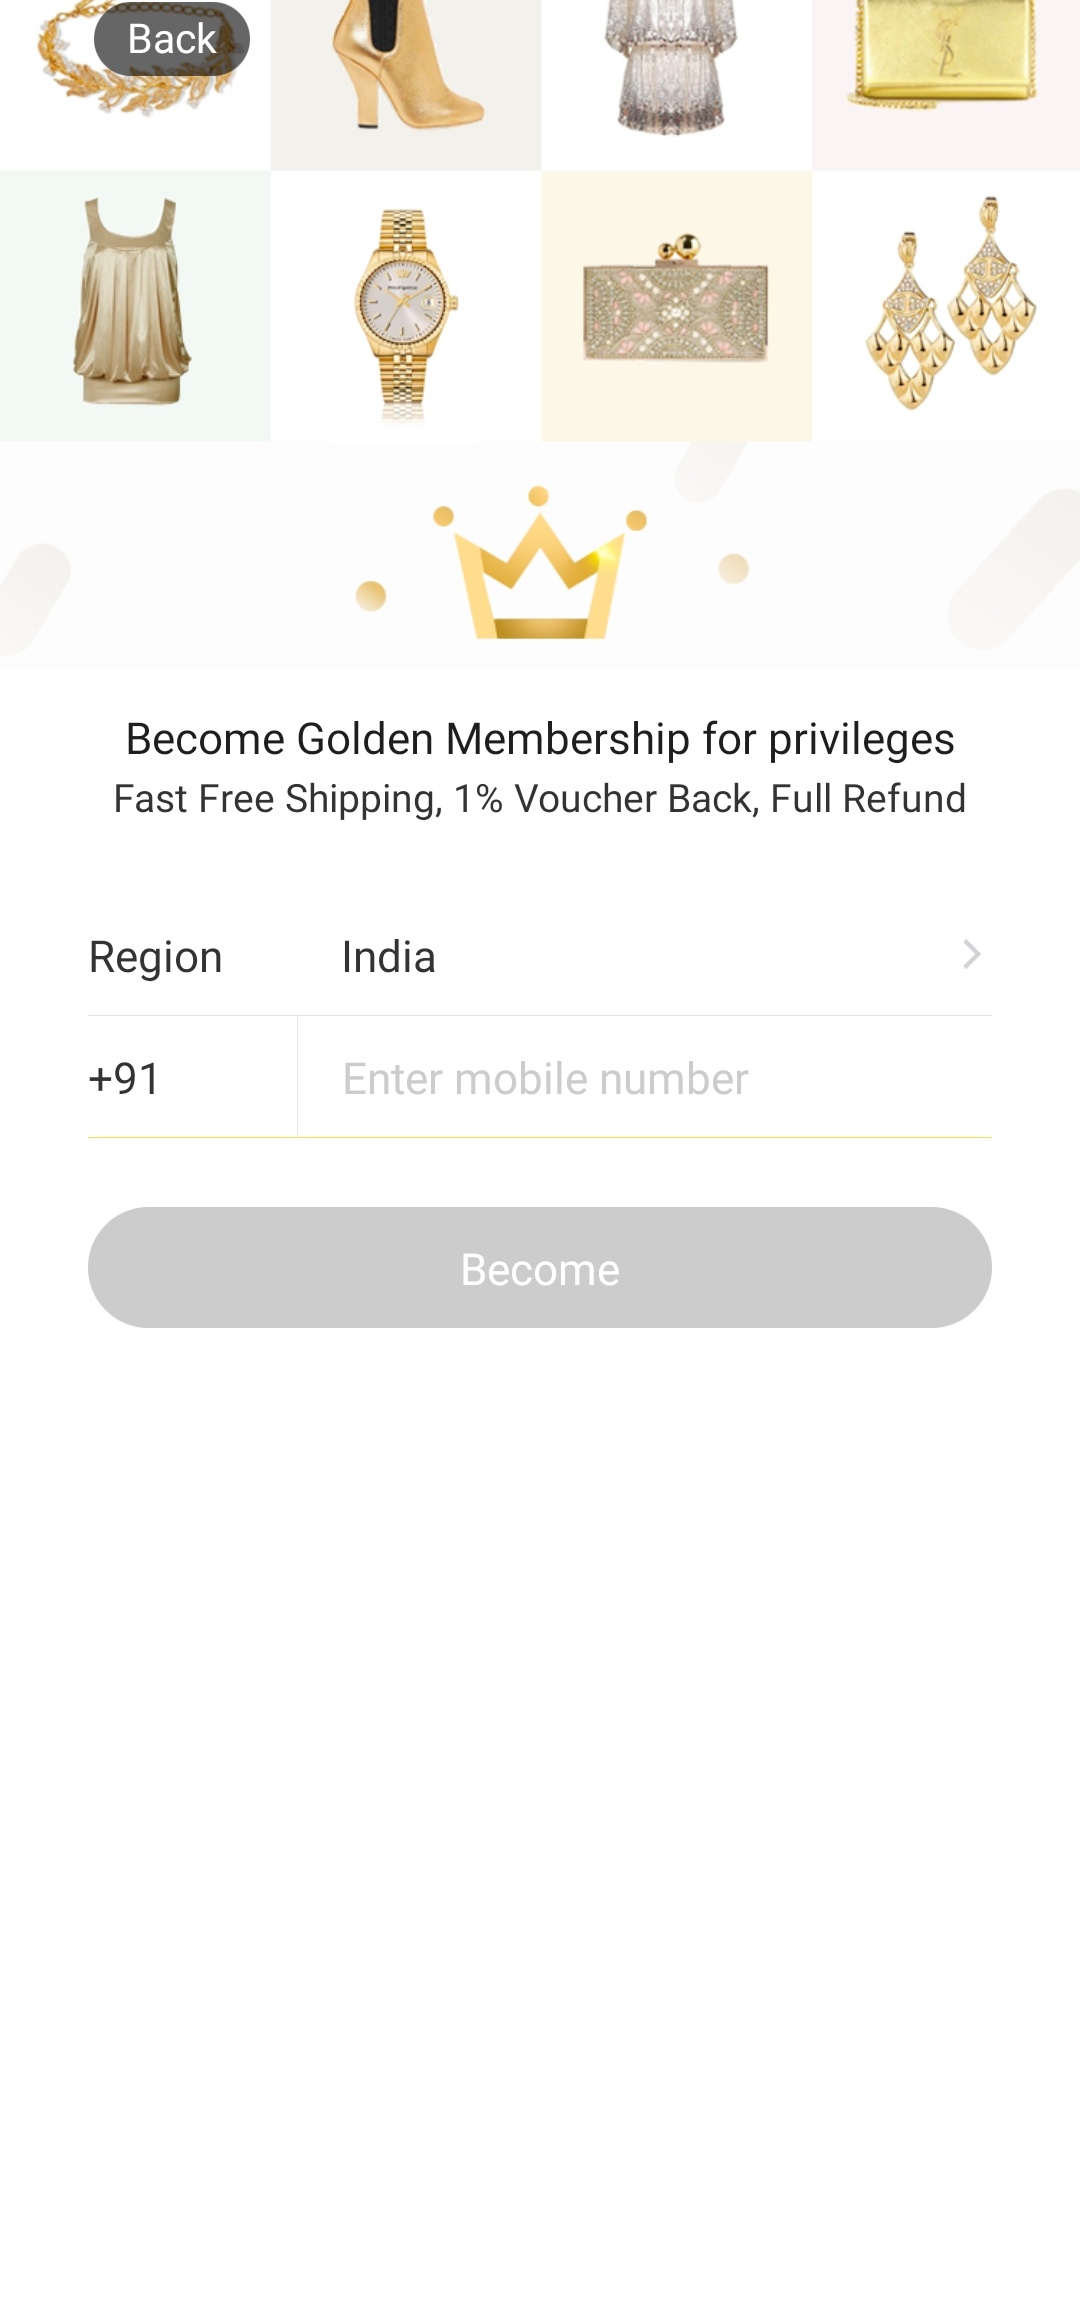 Back
Become Golden Membership for privileges
Fast Free Shipping, 1% Voucher Back, Full Refund
Region India
+91 Enter mobile number
Become